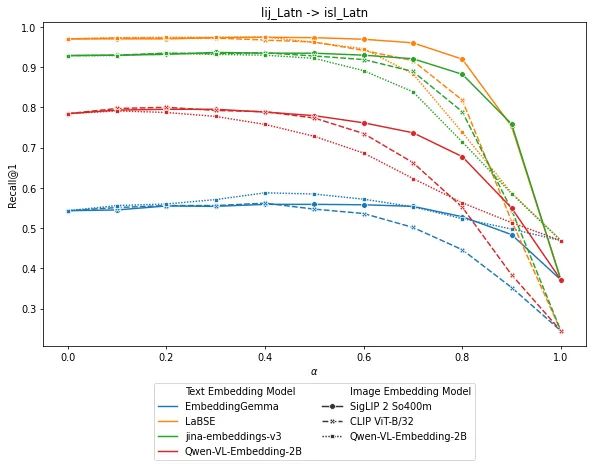 lij_Latn -> isl_Latn
Recall@1
1.0
0.9
0.8
0.7
0.6
0.5
0.4
0.3
0.0
0.2
0.4
0.6
0.8
1.0
α
Text Embedding Model
EmbeddingGemma
LaBSE
jina-embeddings-v3
Qwen-VL-Embedding-2B
Image Embedding Model
SigLIP 2 So400m
CLIP ViT-B/32
Qwen-VL-Embedding-2B